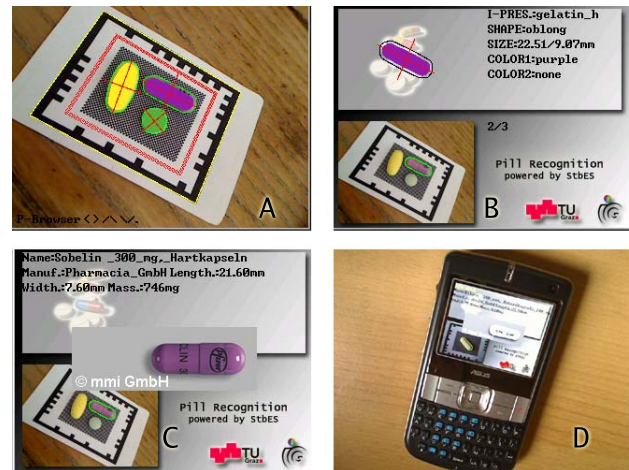 P-Browser <> /\ \/.
A
I-PRES.:gelatin_h
SHAPE:oblong
SIZE:22.51/9.07mm
COLOR1:purple
COLOR2:none
2/3
Pill Recognition
powered by StbES
TU
Graz
B
Name:Sobelin _300_mg,_Hartkapseln
Manuf.:Pharmacia_GmbH Length.:21.60mm
Width.:7.60mm Mass.:746mg
© mmi GmbH
Pill Recognition
powered by StbES
TU
Graz
C
ASUS
D